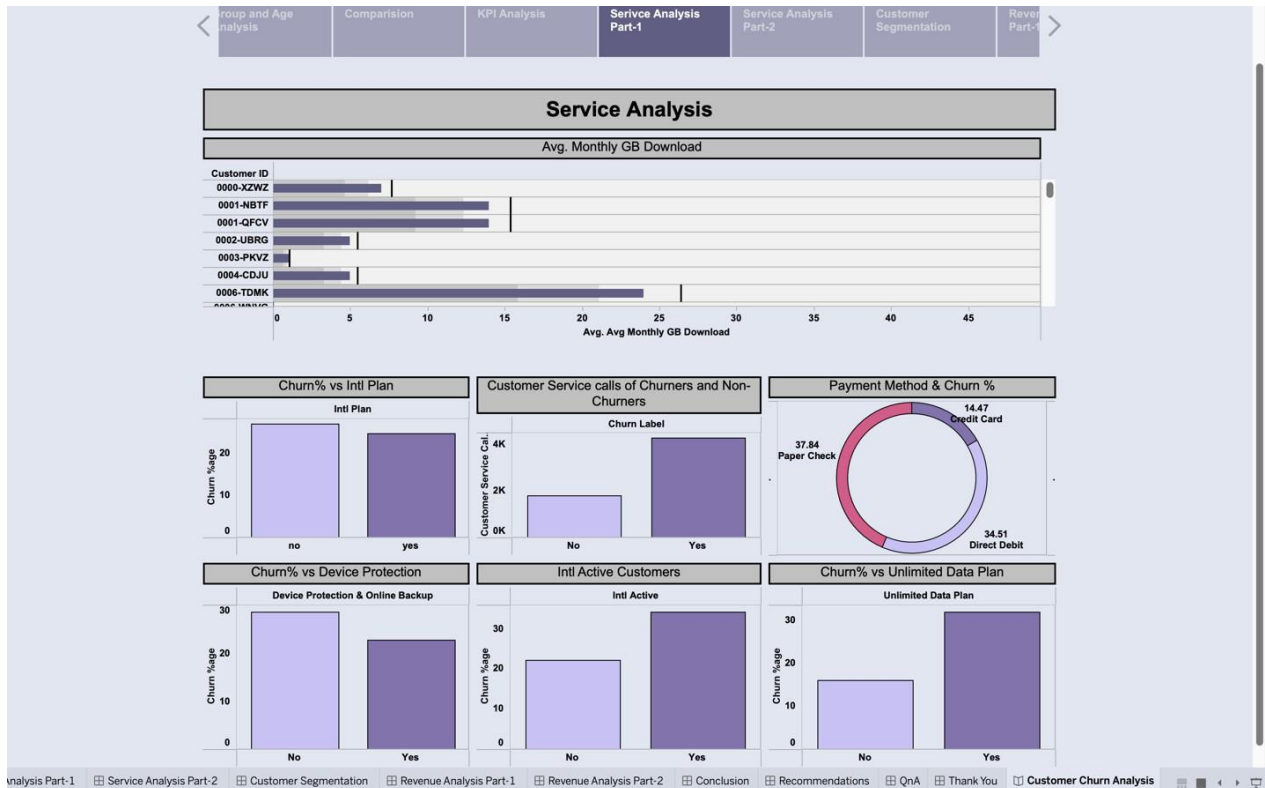 Group and Age
Analysis
Comparision
KPI Analysis
Serivce Analysis
Part-1
Service Analysis
Part-2
Customer
Segmentation
Rever
Part-1
Service Analysis
Avg. Monthly GB Download
Customer ID
0000-XZWZ
0001-NBTF
0001-QFCV
0002-UBRG
0003-PKVZ
0004-CDJU
0006-TDMK
0 5 10 15 20 25 30 35 40 45
Avg. Avg Monthly GB Download
Churn% vs Intl Plan
Intl Plan
Churn %age
20
10
0
no yes
Customer Service calls of Churners and Non-
Churners
Churn Label
Customer Service Cal..
4K
2K
0K
No Yes
Payment Method & Churn %
14.47
Credit Card
37.84
Paper Check
34.51
Direct Debit
Churn% vs Device Protection
Device Protection & Online Backup
Churn %age
30
20
10
0
No Yes
Intl Active Customers
Intl Active
Churn %age
30
20
10
0
No Yes
Churn% vs Unlimited Data Plan
Unlimited Data Plan
Churn %age
30
20
10
0
No Yes
nalysis Part-1 Service Analysis Part-2 Customer Segmentation Revenue Analysis Part-1 Revenue Analysis Part-2 Conclusion Recommendations QnA Thank You Customer Churn Analysis